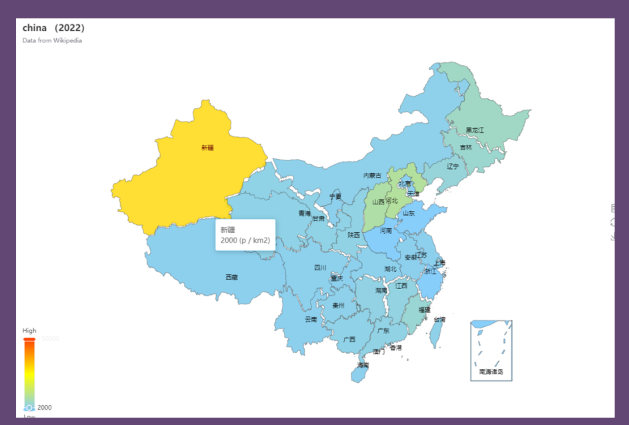 china （2022）
Data from Wikipedia
黑龙江
吉林
新疆
辽宁
内蒙古
北京
天津
宁夏
山西
河北
山东
青海
甘肃
河南
新疆
2000 (p / km2)
陕西
安徽
江苏
上海
四川
湖北
浙江
西藏
重庆
江西
湖南
贵州
福建
云南
台湾
广东
广西
香港
澳门
海南
南海诸岛
High
2000
Low